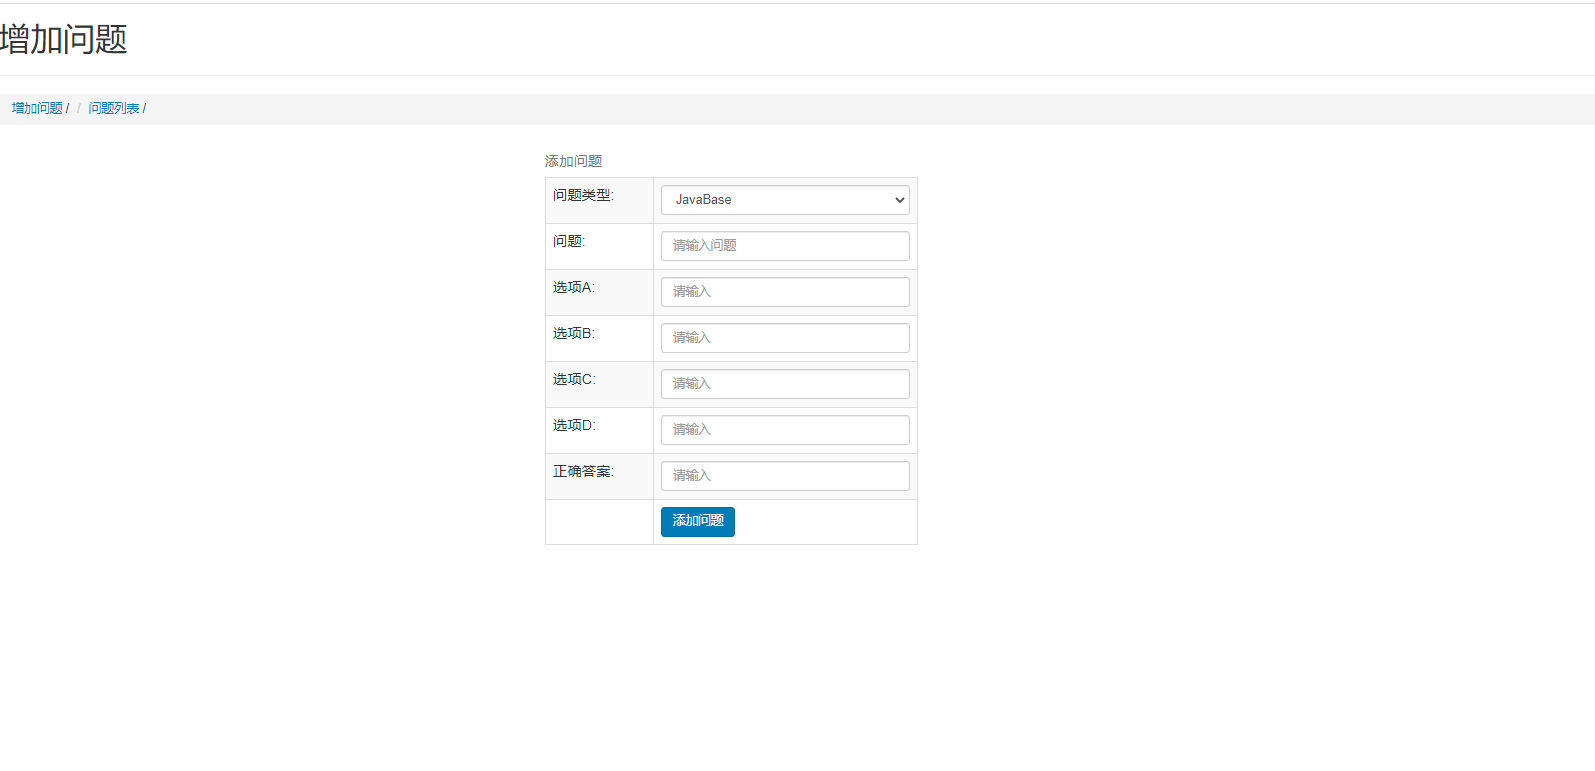 增加问题
增加问题 / / 问题列表 /
添加问题
问题类型: JavaBase
问题: 请输入问题
选项A: 请输入
选项B: 请输入
选项C: 请输入
选项D: 请输入
正确答案: 请输入
添加问题